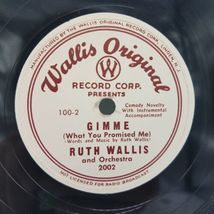 MANUFACTURED BY THE WALLIS ORIGINAL RECORD CORP. LINDEN, N.J.
Wallis Original
W
RECORD CORP.
PRESENTS
100-2
Comedy Novelty
With Instrumental
Accompaniment
GIMME
(What You Promised Me)
Words and Music by Ruth Wallis
RUTH WALLIS
and Orchestra
2002
NOT LICENSED FOR RADIO BROADCAST